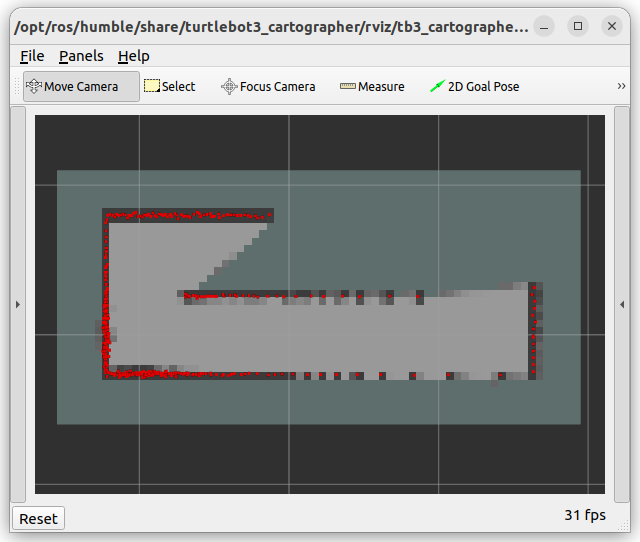 /opt/ros/humble/share/turtlebot3_cartographer/rviz/tb3_cartographe...
File Panels Help
Move Camera Select Focus Camera Measure 2D Goal Pose »
Reset 31 fps